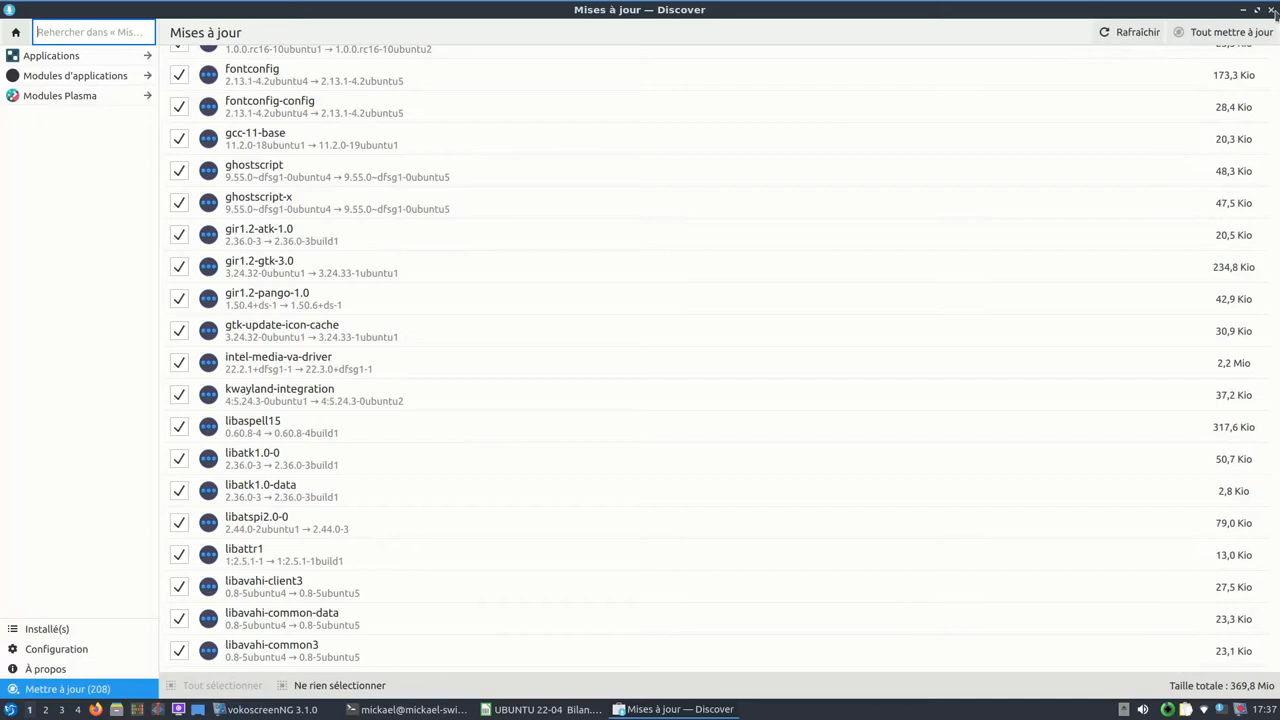 Mises à jour — Discover
Rehercher dans « Mis…
Mises à jour
Rafraîchir
Tout mettre à jour
Applications
Modules d'applications
Modules Plasma
1.0.0.rc16-10ubuntu1 → 1.0.0.rc16-10ubuntu2
fontconfig
2.13.1-4.2ubuntu4 → 2.13.1-4.2ubuntu5
173,3 Kio
fontconfig-config
2.13.1-4.2ubuntu4 → 2.13.1-4.2ubuntu5
28,4 Kio
gcc-11-base
11.2.0-18ubuntu1 → 11.2.0-19ubuntu1
20,3 Kio
ghostscript
9.55.0~dfsg1-0ubuntu4 → 9.55.0~dfsg1-0ubuntu5
48,3 Kio
ghostscript-x
9.55.0~dfsg1-0ubuntu4 → 9.55.0~dfsg1-0ubuntu5
47,5 Kio
gir1.2-atk-1.0
2.36.0-3 → 2.36.0-3build1
20,5 Kio
gir1.2-gtk-3.0
3.24.32-0ubuntu1 → 3.24.33-1ubuntu1
234,8 Kio
gir1.2-pango-1.0
1.50.4+ds-1 → 1.50.6+ds-1
42,9 Kio
gtk-update-icon-cache
3.24.32-0ubuntu1 → 3.24.33-1ubuntu1
30,9 Kio
intel-media-va-driver
22.2.1+dfsg1-1 → 22.3.0+dfsg1-1
2,2 Mio
kwayland-integration
4:5.24.3-0ubuntu1 → 4:5.24.3-0ubuntu2
37,2 Kio
libaspell15
0.60.8-4 → 0.60.8-4build1
317,6 Kio
libatk1.0-0
2.36.0-3 → 2.36.0-3build1
50,7 Kio
libatk1.0-data
2.36.0-3 → 2.36.0-3build1
2,8 Kio
libatspi2.0-0
2.44.0-2ubuntu1 → 2.44.0-3
79,0 Kio
libattr1
1:2.5.1-1 → 1:2.5.1-1build1
13,0 Kio
libavahi-client3
0.8-5ubuntu4 → 0.8-5ubuntu5
27,5 Kio
libavahi-common-data
0.8-5ubuntu4 → 0.8-5ubuntu5
23,3 Kio
libavahi-common3
0.8-5ubuntu4 → 0.8-5ubuntu5
23,1 Kio
Installé(s)
Configuration
À propos
Mettre à jour (208)
Tout sélectionner
Ne rien sélectionner
Taille totale : 369,8 Mio
1 2 3 4
vokoscreenNG 3.1.0
mickael@mickael-swi…
UBUNTU 22-04 Bilan.…
Mises à jour — Discover
17:37